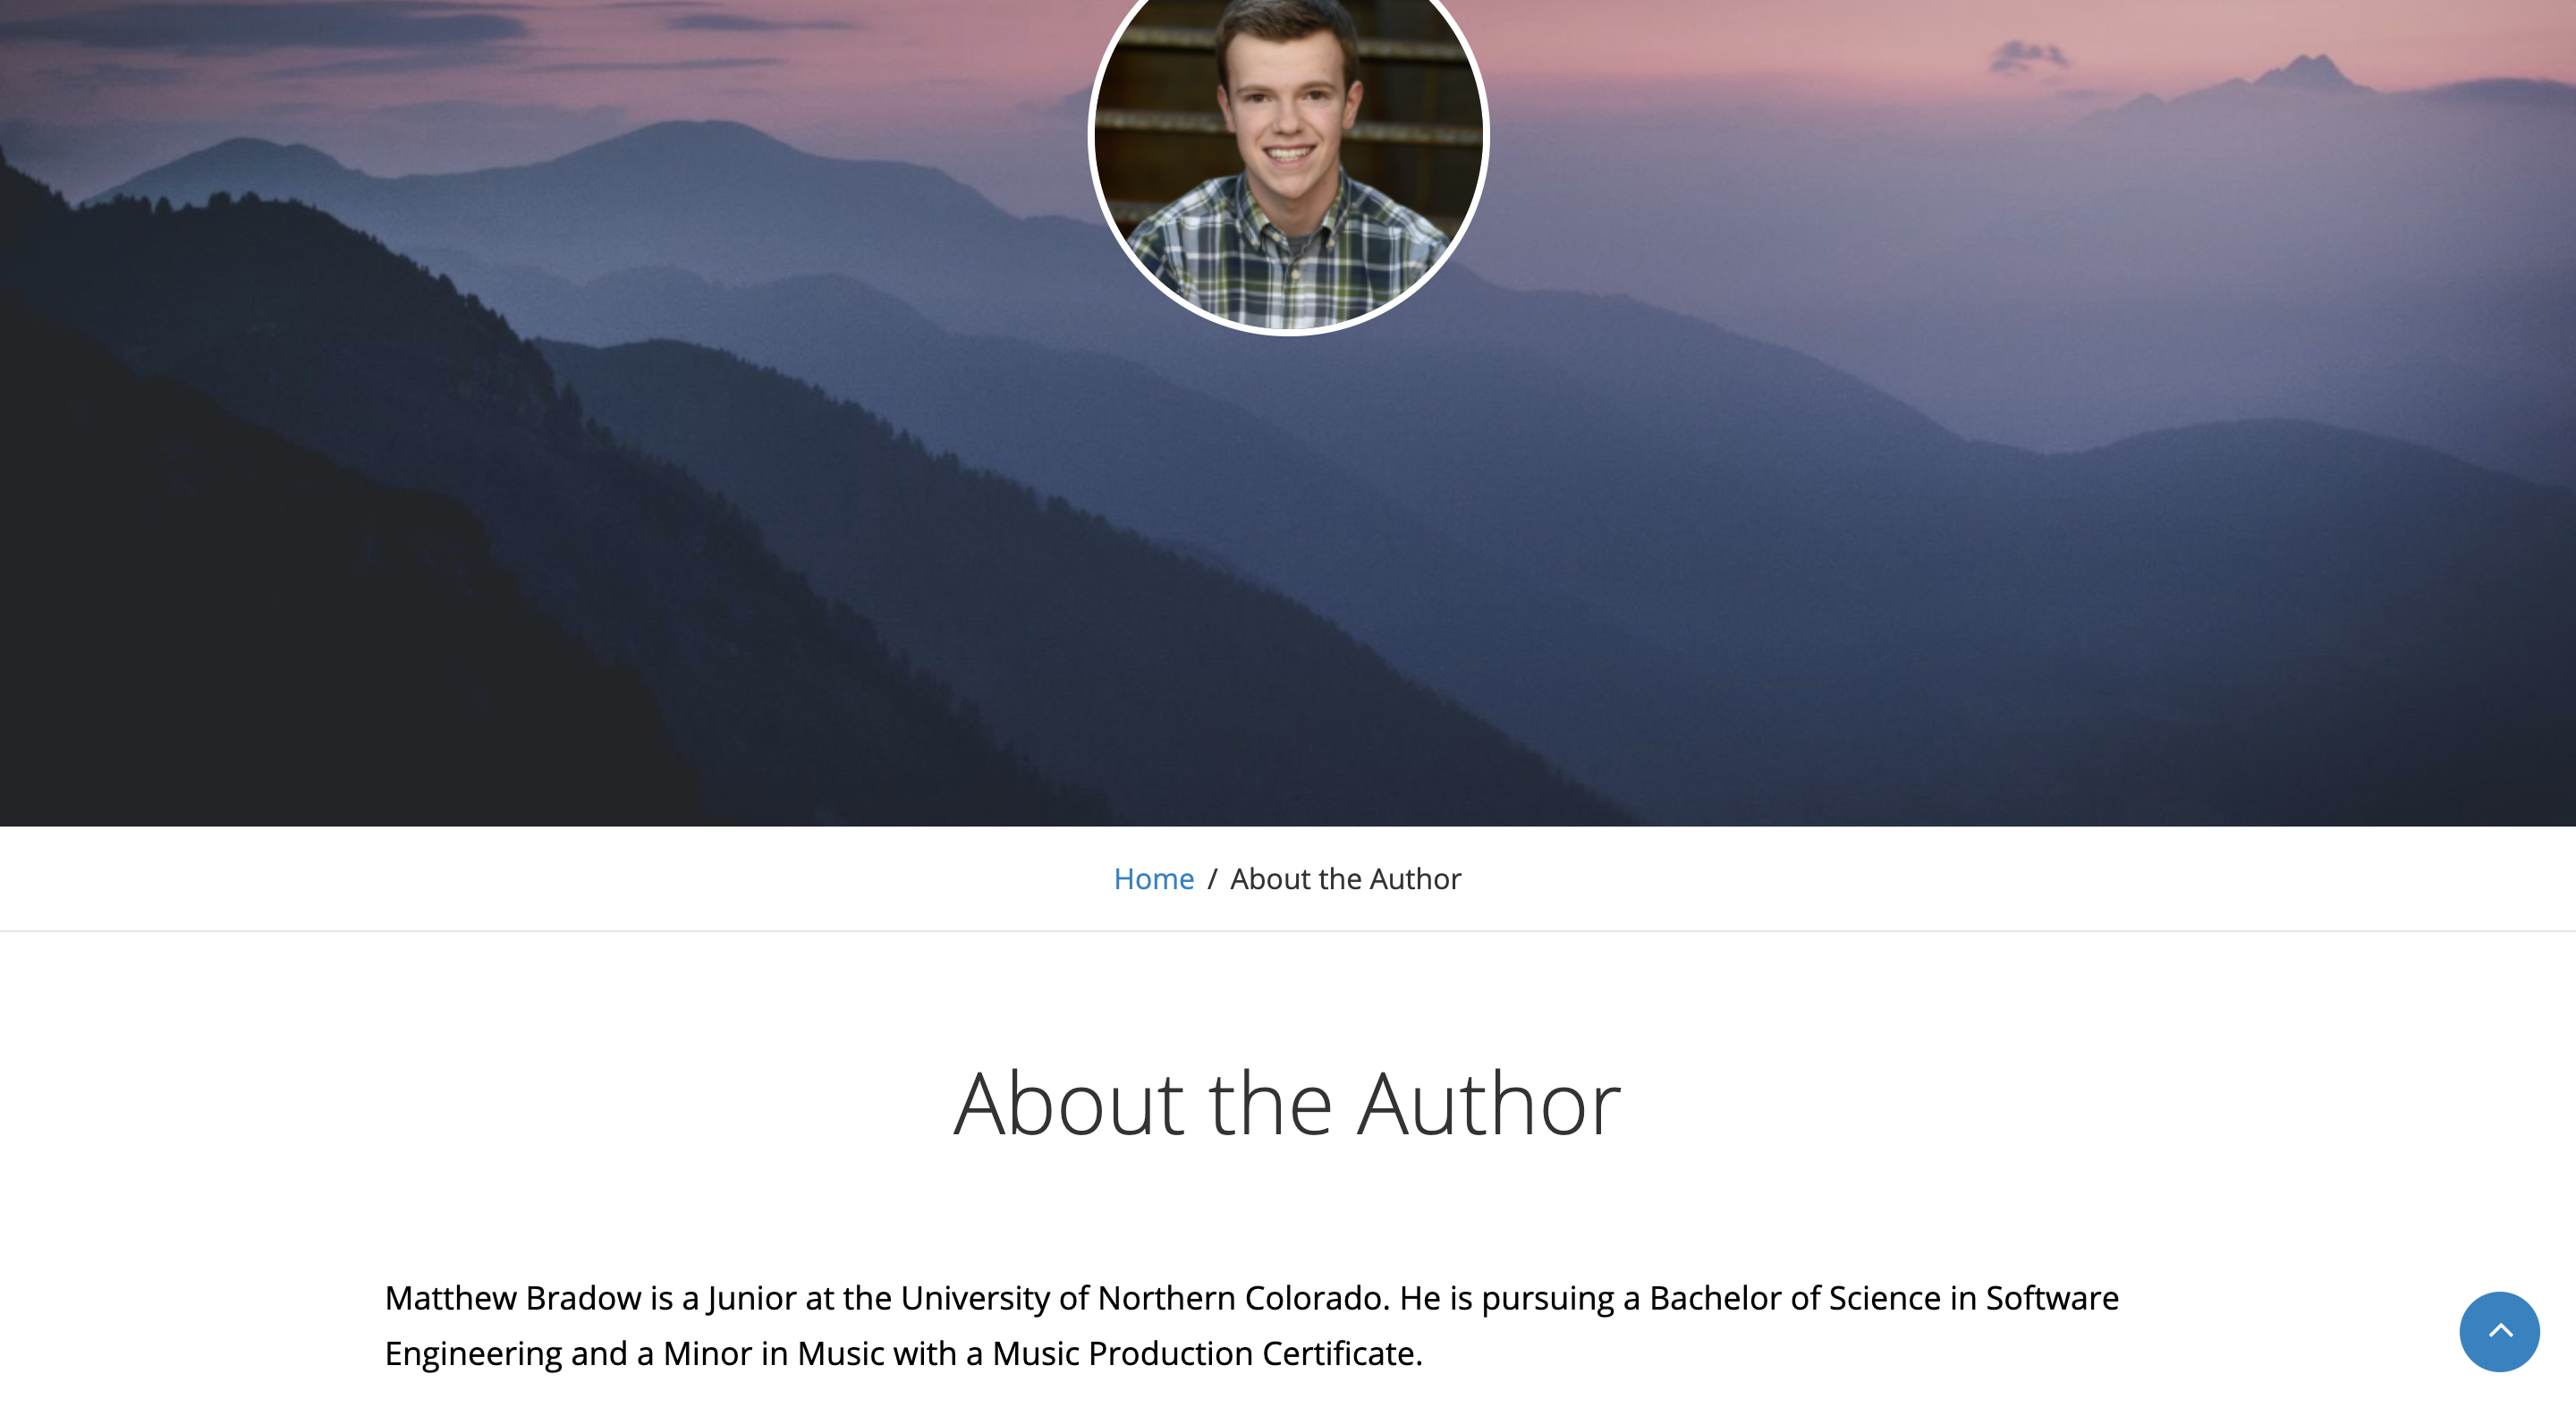 Home / About the Author
About the Author
Matthew Bradow is a Junior at the University of Northern Colorado. He is pursuing a Bachelor of Science in Software
Engineering and a Minor in Music with a Music Production Certificate.